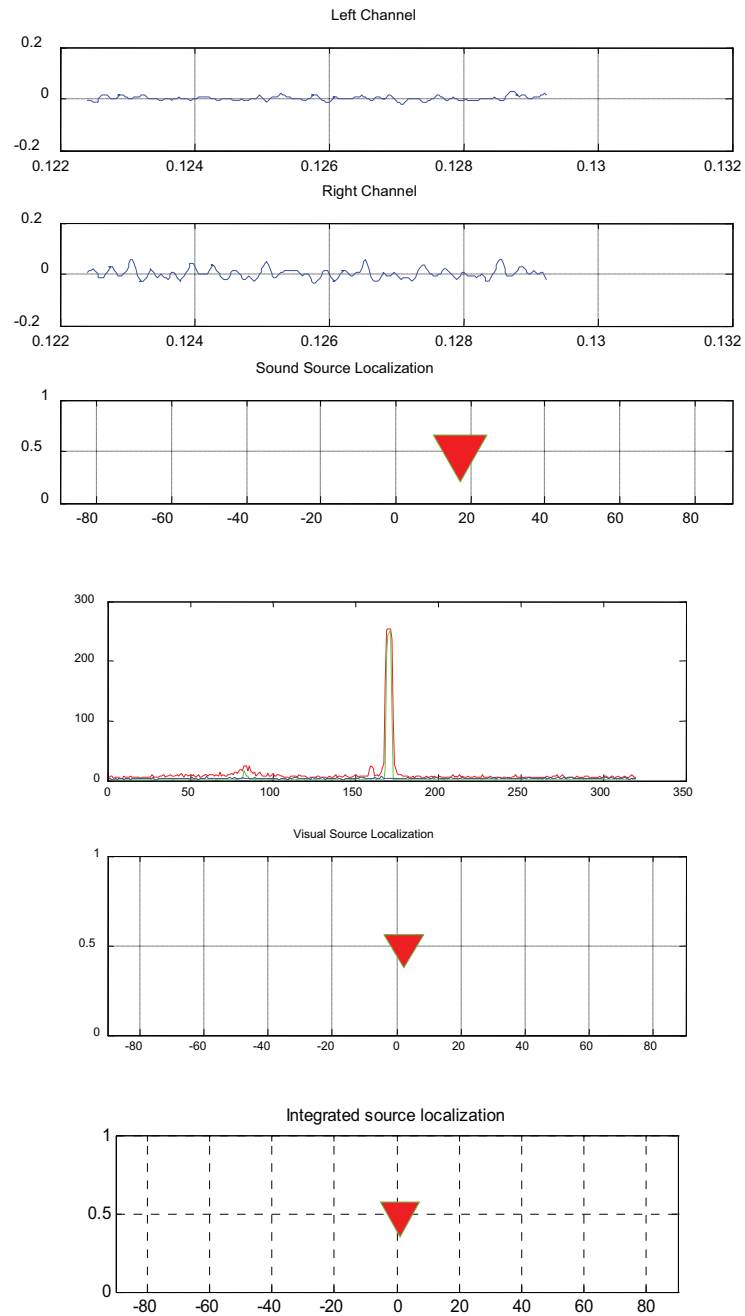 Left Channel
0.2
0
-0.2
0.122 0.124 0.126 0.128 0.13 0.132
Right Channel
0.2
0
-0.2
0.122 0.124 0.126 0.128 0.13 0.132
Sound Source Localization
1
0.5
0
-80 -60 -40 -20 0 20 40 60 80
300
200
100
0
0 50 100 150 200 250 300 350
Visual Source Localization
1
0.5
0
-80 -60 -40 -20 0 20 40 60 80
Integrated source localization
1
0.5
0
-80 -60 -40 -20 0 20 40 60 80